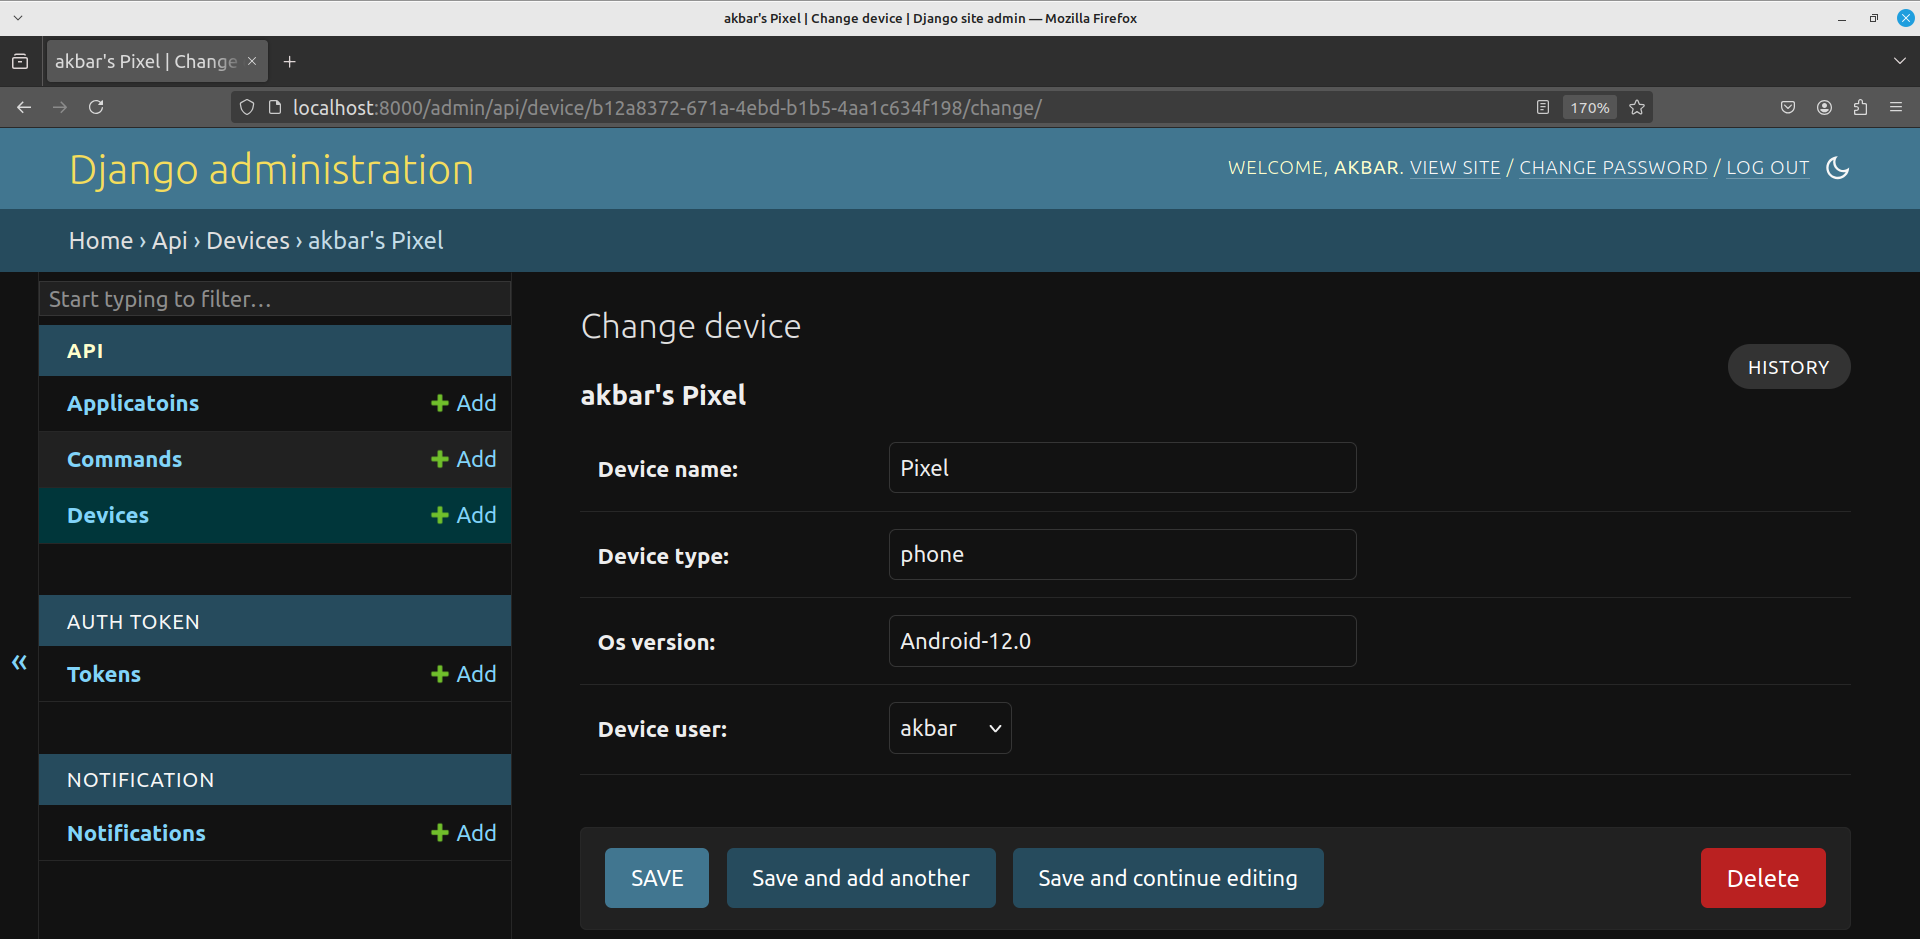 akbar's Pixel | Change device | Django site admin — Mozilla Firefox
akbar's Pixel | Change
localhost:8000/admin/api/device/b12a8372-671a-4ebd-b1b5-4aa1c634f198/change/
170%
Django administration
WELCOME, AKBAR. VIEW SITE / CHANGE PASSWORD / LOG OUT
Home › Api › Devices › akbar's Pixel
Start typing to filter…
API
Applicatoins Add
Commands Add
Devices Add
AUTH TOKEN
«
Tokens Add
NOTIFICATION
Notifications Add
Change device
HISTORY
akbar's Pixel
Device name: Pixel
Device type: phone
Os version: Android-12.0
Device user: akbar
SAVE Save and add another Save and continue editing Delete